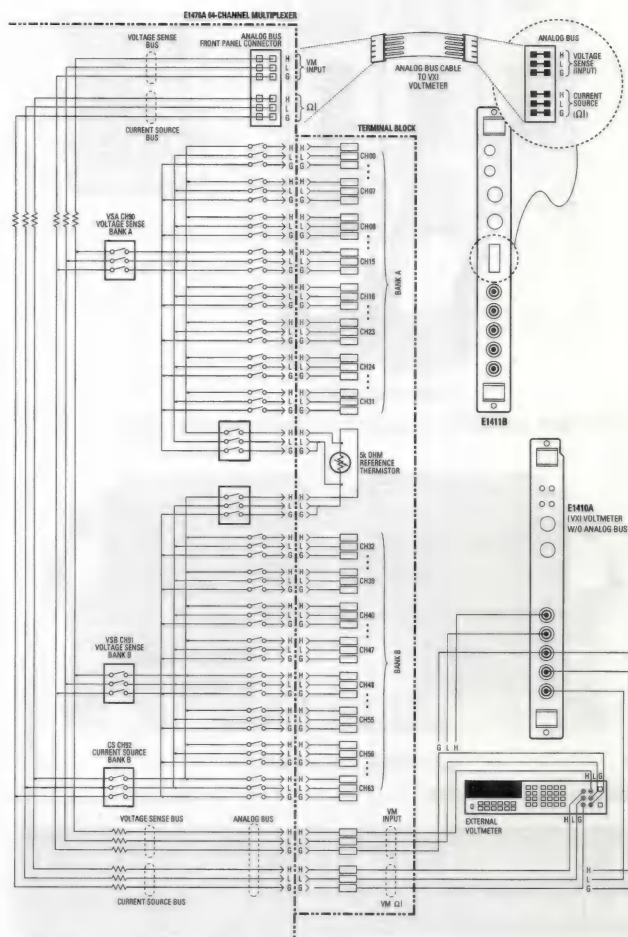 E1476A 64-CHANNEL MULTIPLEXER
VOLTAGE SENSE
BUS
ANALOG BUS
FRONT PANEL CONNECTOR
H
L
G
VM
INPUT
H
L
G
ΩI
CURRENT SOURCE
BUS
ANALOG BUS CABLE
TO VXI
VOLTMETER
ANALOG BUS
H
L
G
VOLTAGE
SENSE
(INPUT)
H
L
G
CURRENT
SOURCE
(ΩI)
TERMINAL BLOCK
H H
L L
G G
CH00
H H
L L
G G
CH07
H H
L L
G G
CH08
VSA CH90
VOLTAGE SENSE
BANK A
H H
L L
G G
CH15
BANK A
H H
L L
G G
CH16
H H
L L
G G
CH23
H H
L L
G G
CH24
H H
L L
G G
CH31
E1411B
H H
L L
G G
5k OHM
REFERENCE
THERMISTOR
H H
L L
G G
E1410A
(VXI VOLTMETER
W/O ANALOG BUS
H H
L L
G G
CH32
H H
L L
G G
CH39
H H
L L
G G
CH40
VSB CH91
VOLTAGE SENSE
BANK B
H H
L L
G G
CH47
BANK B
H H
L L
G G
CH48
H H
L L
G G
CH55
CS CH92
CURRENT SOURCE
BANK B
H H
L L
G G
CH56
H H
L L
G G
CH63
G L H
H L G
EXTERNAL
VOLTMETER
H L G
VOLTAGE SENSE BUS
ANALOG BUS
VM
INPUT
H H
L L
G G
H H
L L
G G
H
L
G
CURRENT SOURCE BUS
VM ΩI